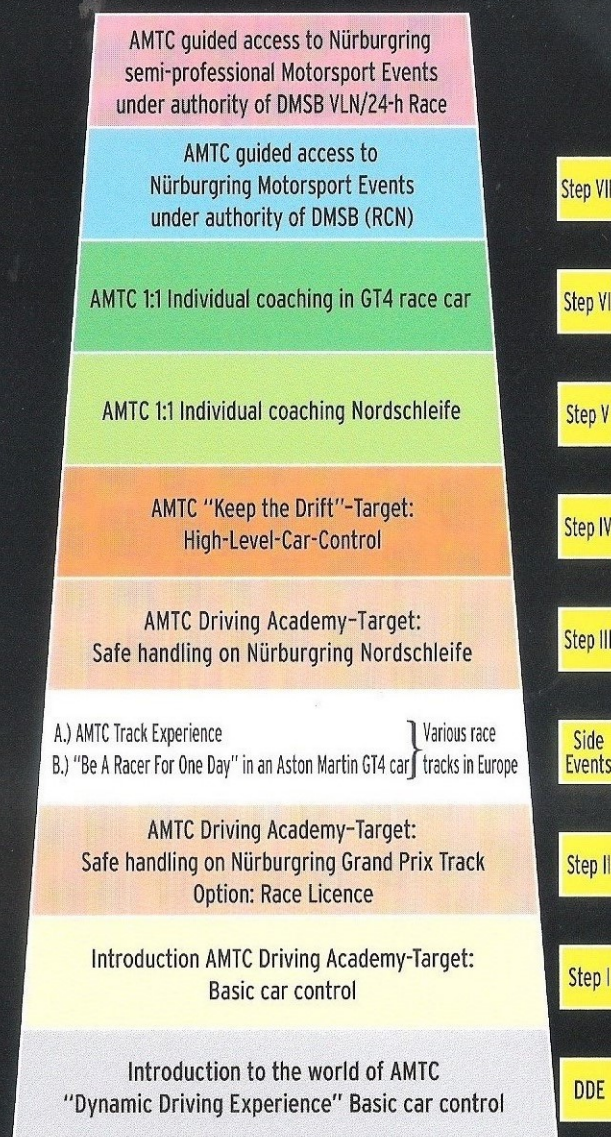 AMTC guided access to Nürburgring
semi-professional Motorsport Events
under authority of DMSB VLN/24-h Race
AMTC guided access to
Nürburgring Motorsport Events
under authority of DMSB (RCN)
Step VII
AMTC 1:1 Individual coaching in GT4 race car
Step VI
AMTC 1:1 Individual coaching Nordschleife
Step V
AMTC “Keep the Drift”-Target:
High-Level-Car-Control
Step IV
AMTC Driving Academy-Target:
Safe handling on Nürburgring Nordschleife
Step III
A.) AMTC Track Experience
B.) “Be A Racer For One Day” in an Aston Martin GT4 car
Various race
tracks in Europe
Side
Events
AMTC Driving Academy-Target:
Safe handling on Nürburgring Grand Prix Track
Option: Race Licence
Step II
Introduction AMTC Driving Academy-Target:
Basic car control
Step I
Introduction to the world of AMTC
“Dynamic Driving Experience” Basic car control
DDE